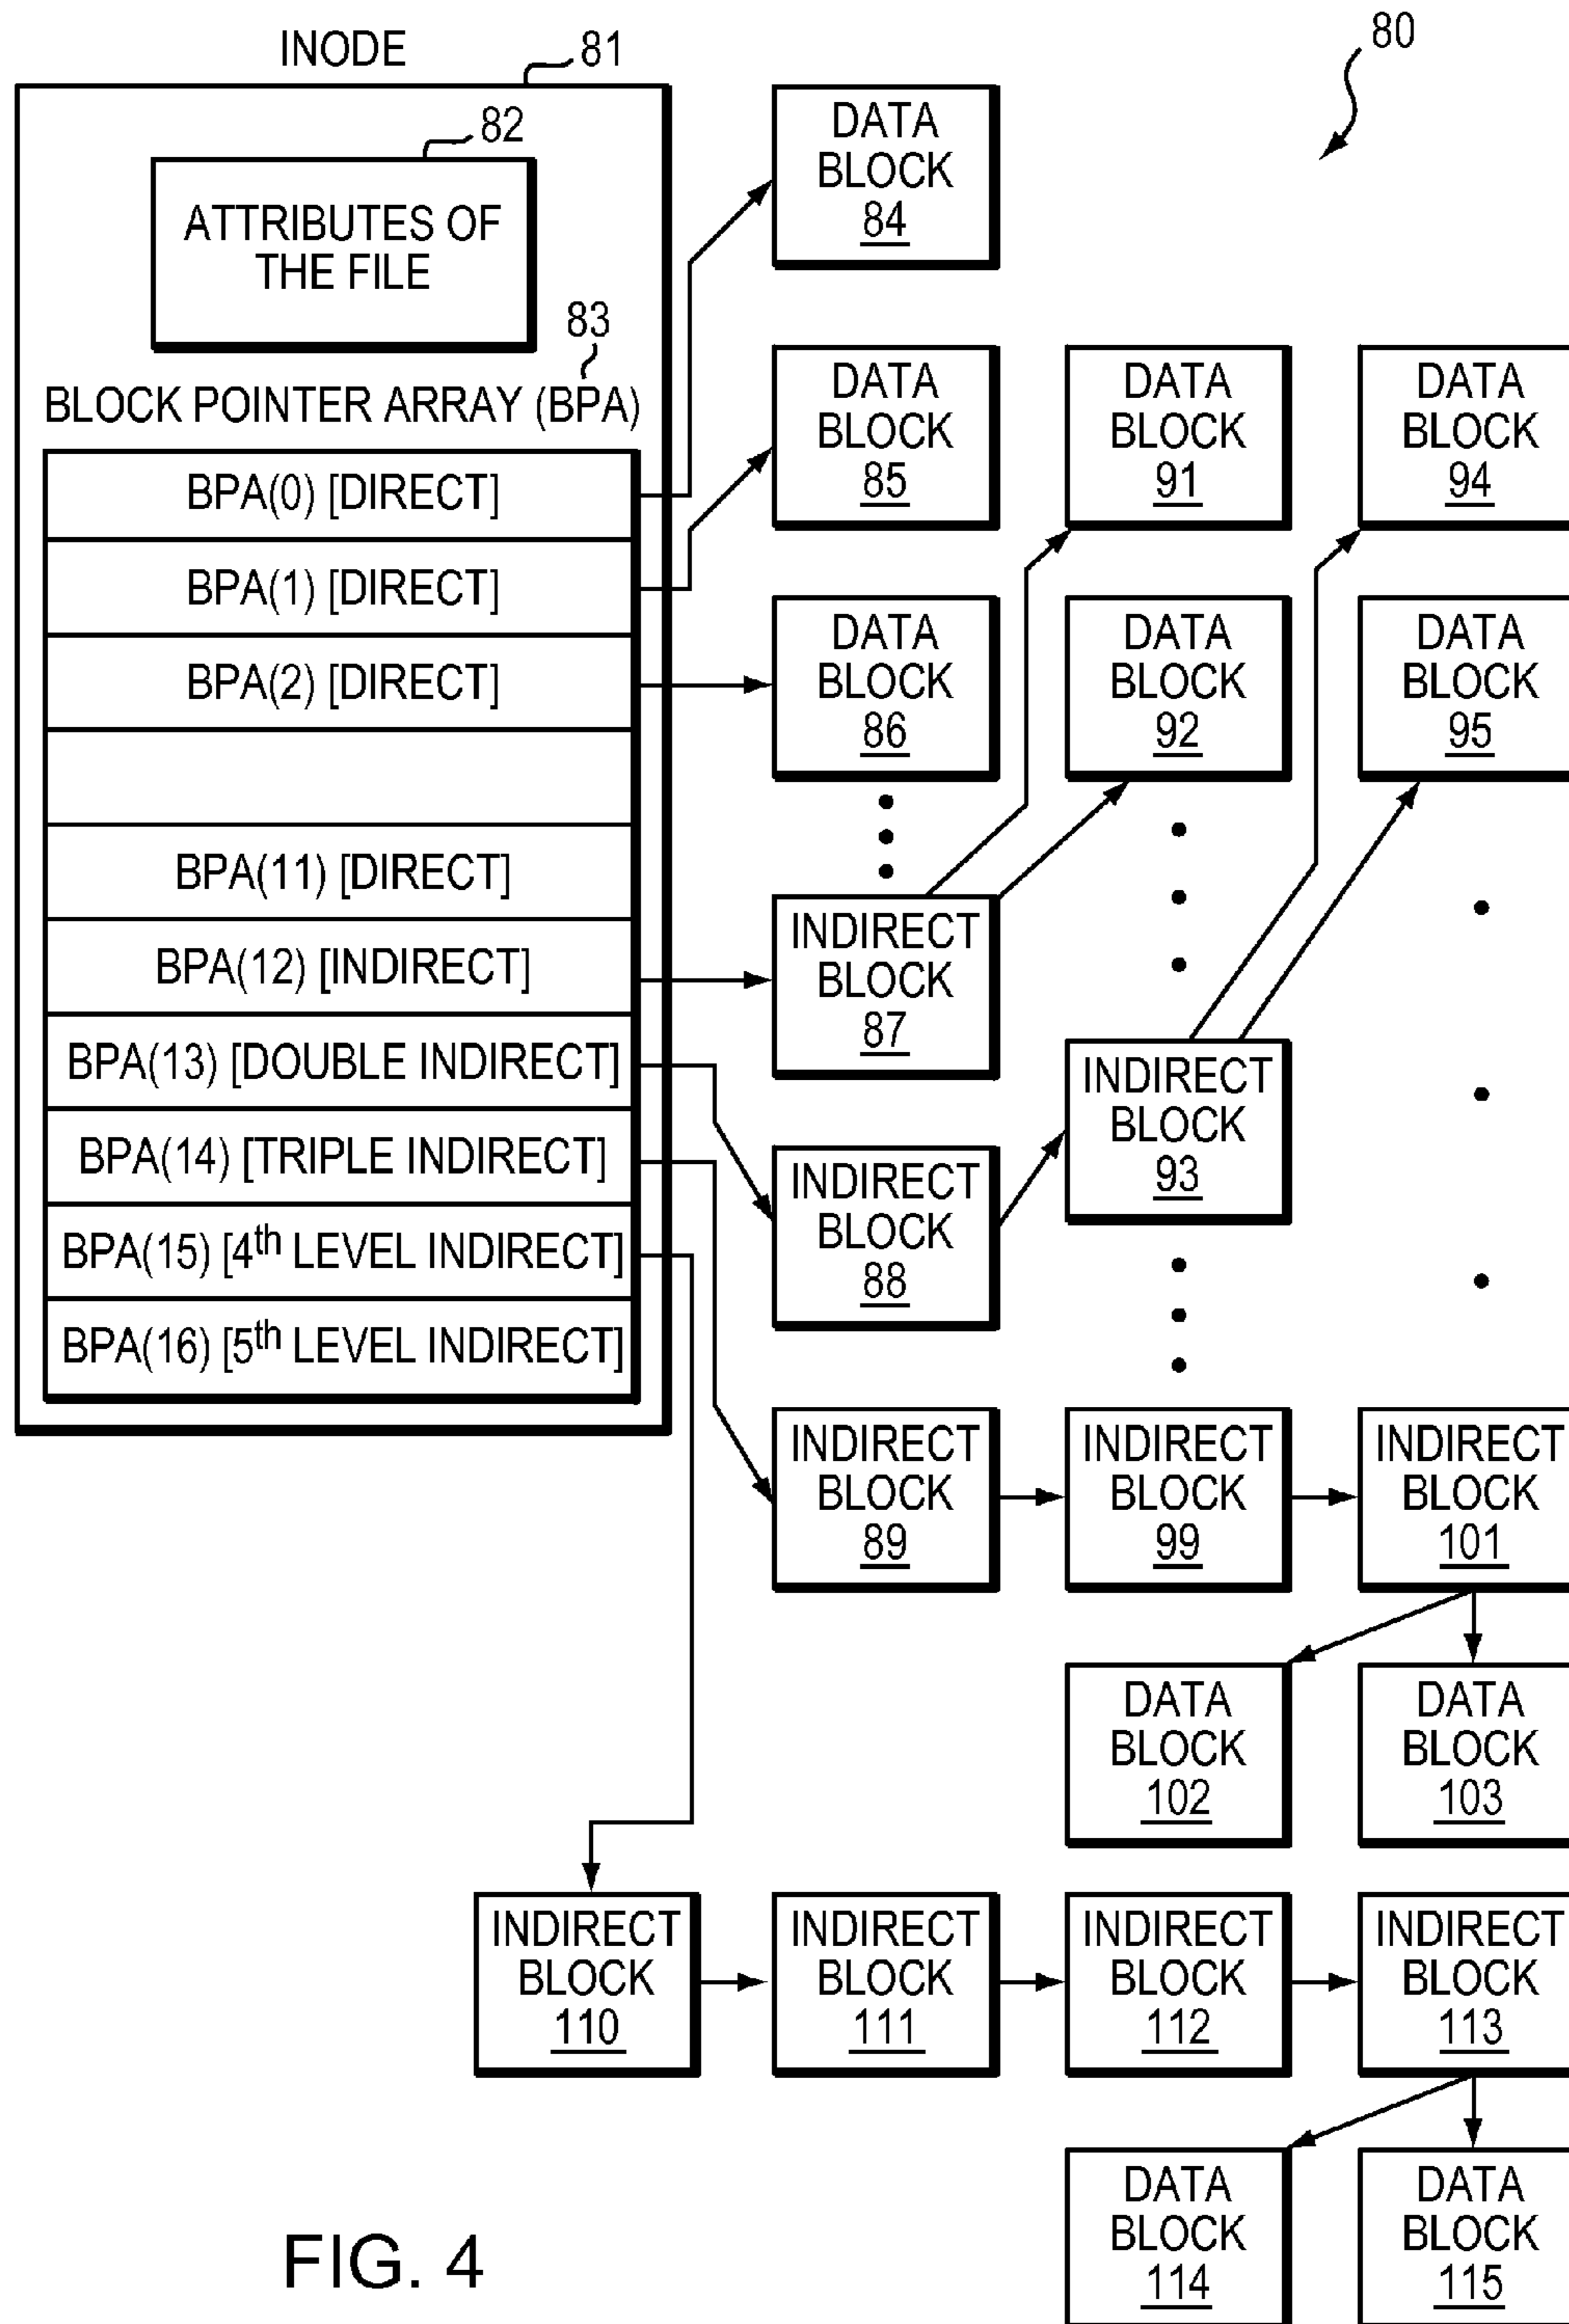 INODE
81
80
82
ATTRIBUTES OF
THE FILE
83
BLOCK POINTER ARRAY (BPA)
BPA(0) [DIRECT]
BPA(1) [DIRECT]
BPA(2) [DIRECT]
BPA(11) [DIRECT]
BPA(12) [INDIRECT]
BPA(13) [DOUBLE INDIRECT]
BPA(14) [TRIPLE INDIRECT]
BPA(15) [4th LEVEL INDIRECT]
BPA(16) [5th LEVEL INDIRECT]
DATA
BLOCK
84
DATA
BLOCK
85
DATA
BLOCK
91
DATA
BLOCK
94
DATA
BLOCK
86
DATA
BLOCK
92
DATA
BLOCK
95
INDIRECT
BLOCK
87
INDIRECT
BLOCK
93
INDIRECT
BLOCK
88
INDIRECT
BLOCK
89
INDIRECT
BLOCK
99
INDIRECT
BLOCK
101
DATA
BLOCK
102
DATA
BLOCK
103
INDIRECT
BLOCK
110
INDIRECT
BLOCK
111
INDIRECT
BLOCK
112
INDIRECT
BLOCK
113
DATA
BLOCK
114
DATA
BLOCK
115
FIG. 4